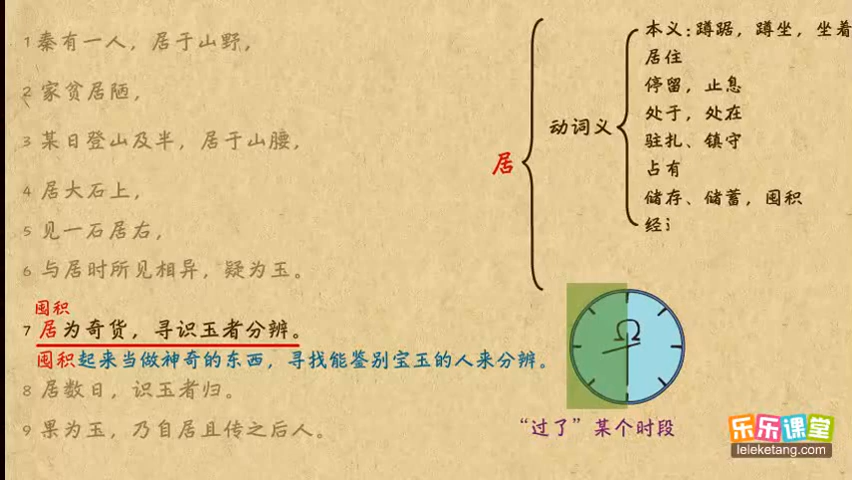 1 秦有一人，居于山野，
2 家贫居陋，
3 某日登山及半，居于山腰，
4 居大石上，
5 见一石居右，
6 与居时所见相异，疑为玉。
囤积
7 居为奇货，寻识玉者分辨。
囤积起来当做神奇的东西，寻找能鉴别宝玉的人来分辨。
8 居数日，识玉者归。
9 果为玉，乃自居且传之后人。
居
动词义
本义：蹲踞，蹲坐，坐着
居住
停留，止息
处于，处在
驻扎、镇守
占有
储存、储蓄，囤积
经
“过了”某个时段
乐乐课堂
leleketang.com